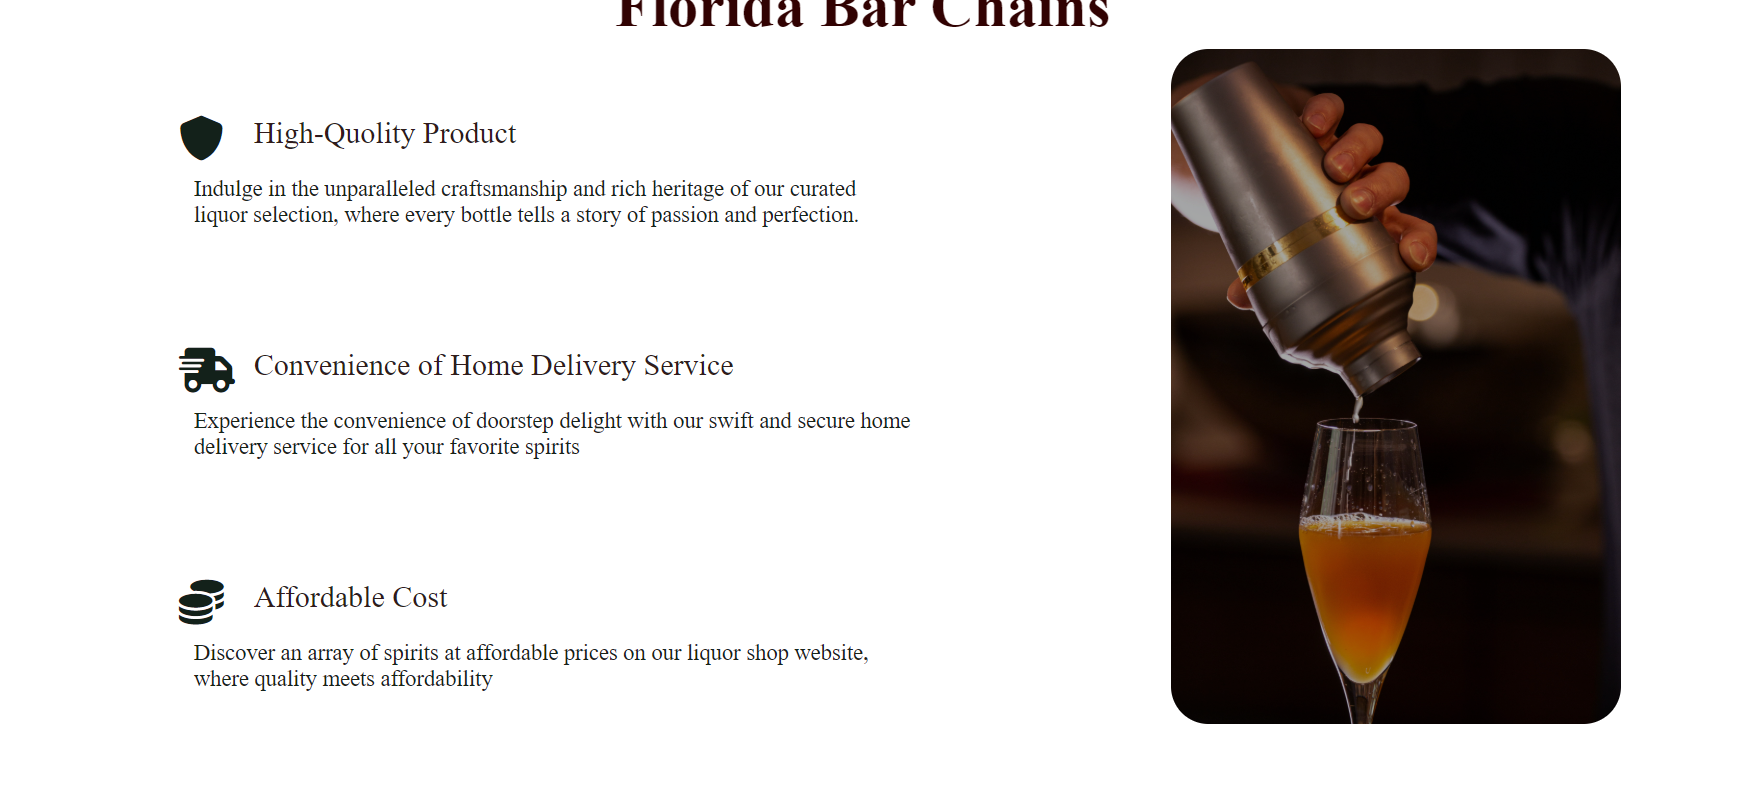 Florida Bar Chains
High-Quolity Product
Indulge in the unparalleled craftsmanship and rich heritage of our curated
liquor selection, where every bottle tells a story of passion and perfection.
Convenience of Home Delivery Service
Experience the convenience of doorstep delight with our swift and secure home
delivery service for all your favorite spirits
Affordable Cost
Discover an array of spirits at affordable prices on our liquor shop website,
where quality meets affordability